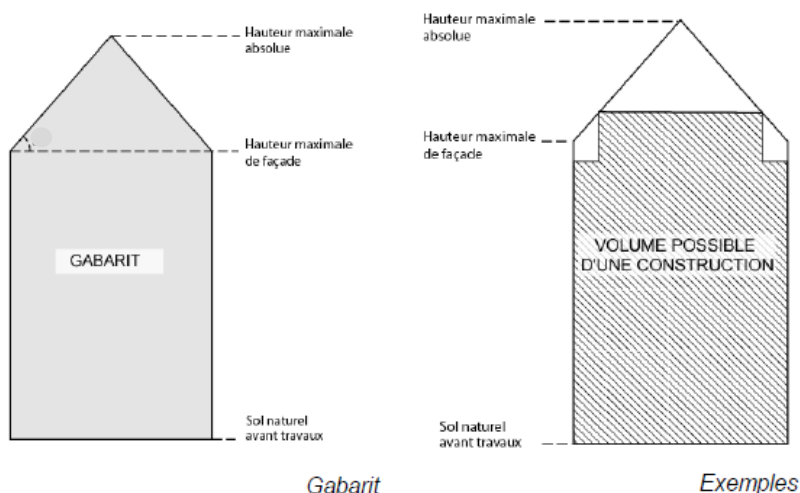 Hauteur maximale
absolue
Hauteur maximale
de façade
GABARIT
Sol naturel
avant travaux
Gabarit
Hauteur maximale
absolue
Hauteur maximale
de façade
VOLUME POSSIBLE
D'UNE CONSTRUCTION
Sol naturel
avant travaux
Exemples